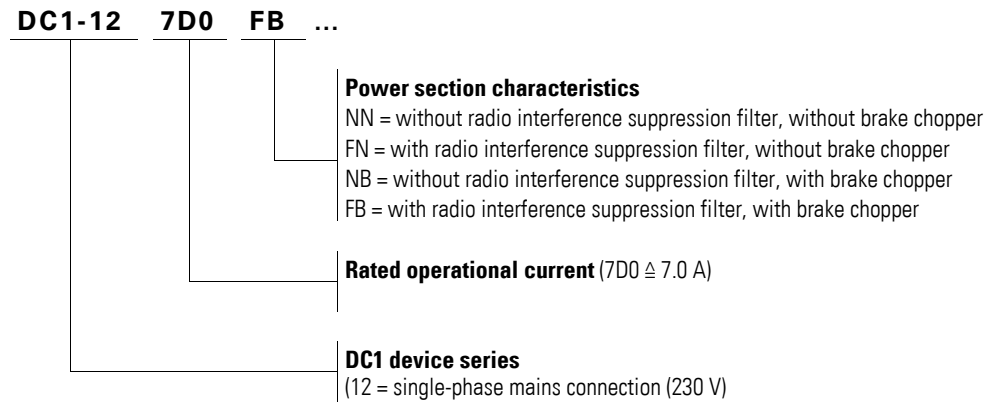 DC1-12 7D0 FB ...
Power section characteristics
NN = without radio interference suppression filter, without brake chopper
FN = with radio interference suppression filter, without brake chopper
NB = without radio interference suppression filter, with brake chopper
FB = with radio interference suppression filter, with brake chopper
Rated operational current (7D0 ≙ 7.0 A)
DC1 device series
(12 = single-phase mains connection (230 V)